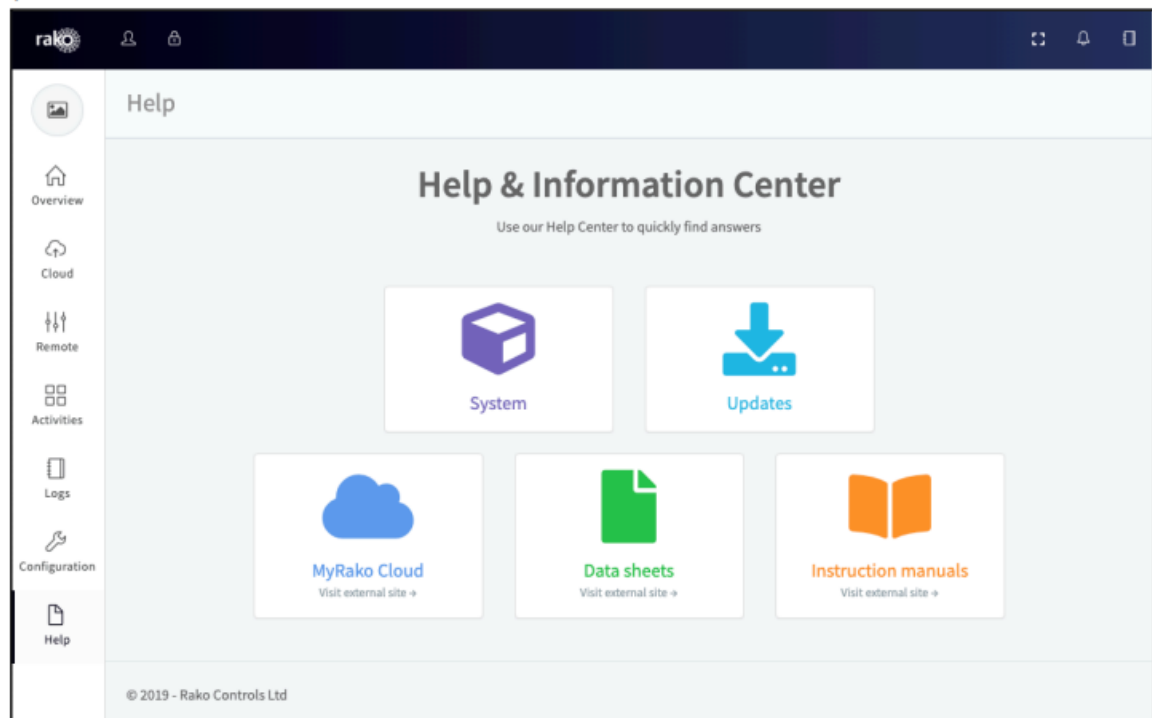 rako
Help
Overview
Cloud
Remote
Activities
Logs
Configuration
Help
Help & Information Center
Use our Help Center to quickly find answers
System
Updates
MyRako Cloud
Visit external site →
Data sheets
Visit external site →
Instruction manuals
Visit external site →
© 2019 - Rako Controls Ltd